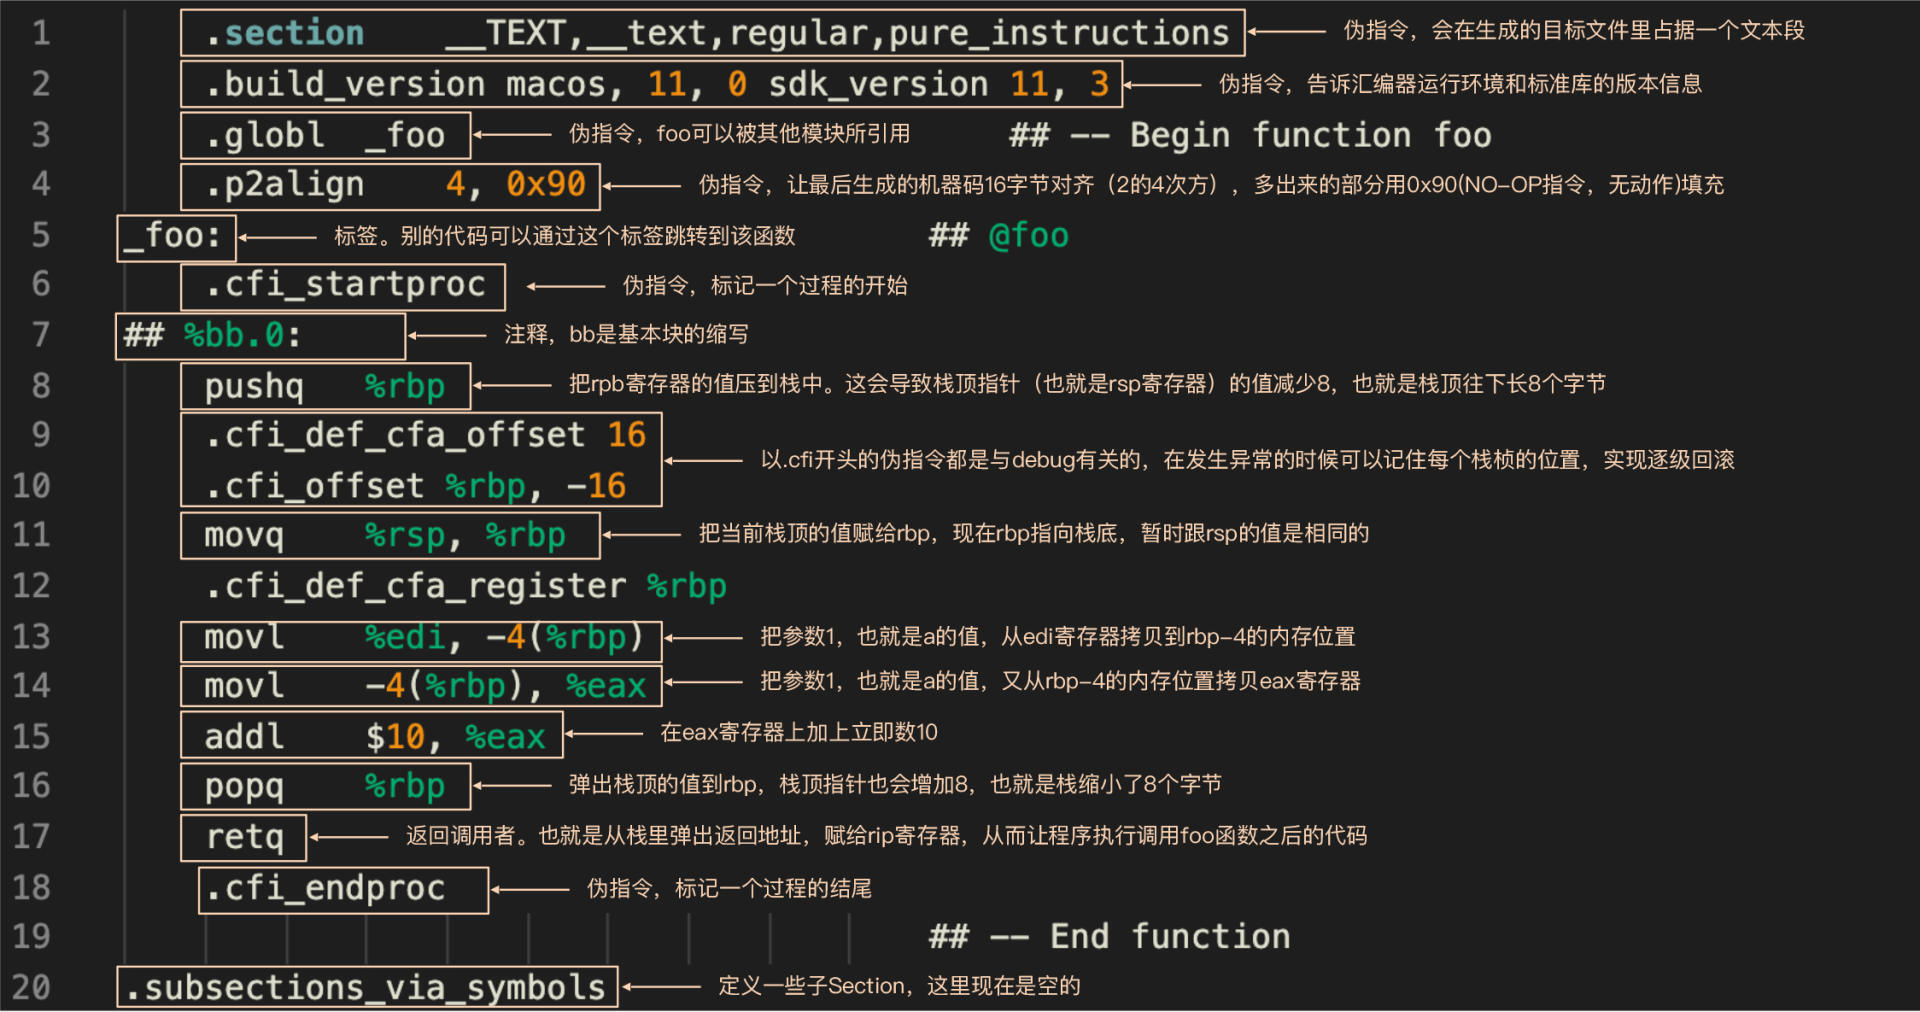 1 .section __TEXT,__text,regular,pure_instructions 伪指令，会在生成的目标文件里占据一个文本段
2 .build_version macos, 11, 0 sdk_version 11, 3 伪指令，告诉汇编器运行环境和标准库的版本信息
3 .globl _foo 伪指令，foo可以被其他模块所引用 ## -- Begin function foo
4 .p2align 4, 0x90 伪指令，让最后生成的机器码16字节对齐（2的4次方），多出来的部分用0x90(NO-OP指令，无动作)填充
5 _foo: 标签。别的代码可以通过这个标签跳转到该函数 ## @foo
6 .cfi_startproc 伪指令，标记一个过程的开始
7 ## %bb.0: 注释，bb是基本块的缩写
8 pushq %rbp 把rpb寄存器的值压到栈中。这会导致栈顶指针（也就是rsp寄存器）的值减少8，也就是栈顶往下长8个字节
9 .cfi_def_cfa_offset 16
以.cfi开头的伪指令都是与debug有关的，在发生异常的时候可以记住每个栈桢的位置，实现逐级回滚
10 .cfi_offset %rbp, -16
11 movq %rsp, %rbp 把当前栈顶的值赋给rbp，现在rbp指向栈底，暂时跟rsp的值是相同的
12 .cfi_def_cfa_register %rbp
13 movl %edi, -4(%rbp) 把参数1，也就是a的值，从edi寄存器拷贝到rbp-4的内存位置
14 movl -4(%rbp), %eax 把参数1，也就是a的值，又从rbp-4的内存位置拷贝eax寄存器
15 addl $10, %eax 在eax寄存器上加上立即数10
16 popq %rbp 弹出栈顶的值到rbp，栈顶指针也会增加8，也就是栈缩小了8个字节
17 retq 返回调用者。也就是从栈里弹出返回地址，赋给rip寄存器，从而让程序执行调用foo函数之后的代码
18 .cfi_endproc 伪指令，标记一个过程的结尾
19 ## -- End function
20 .subsections_via_symbols 定义一些子Section，这里现在是空的